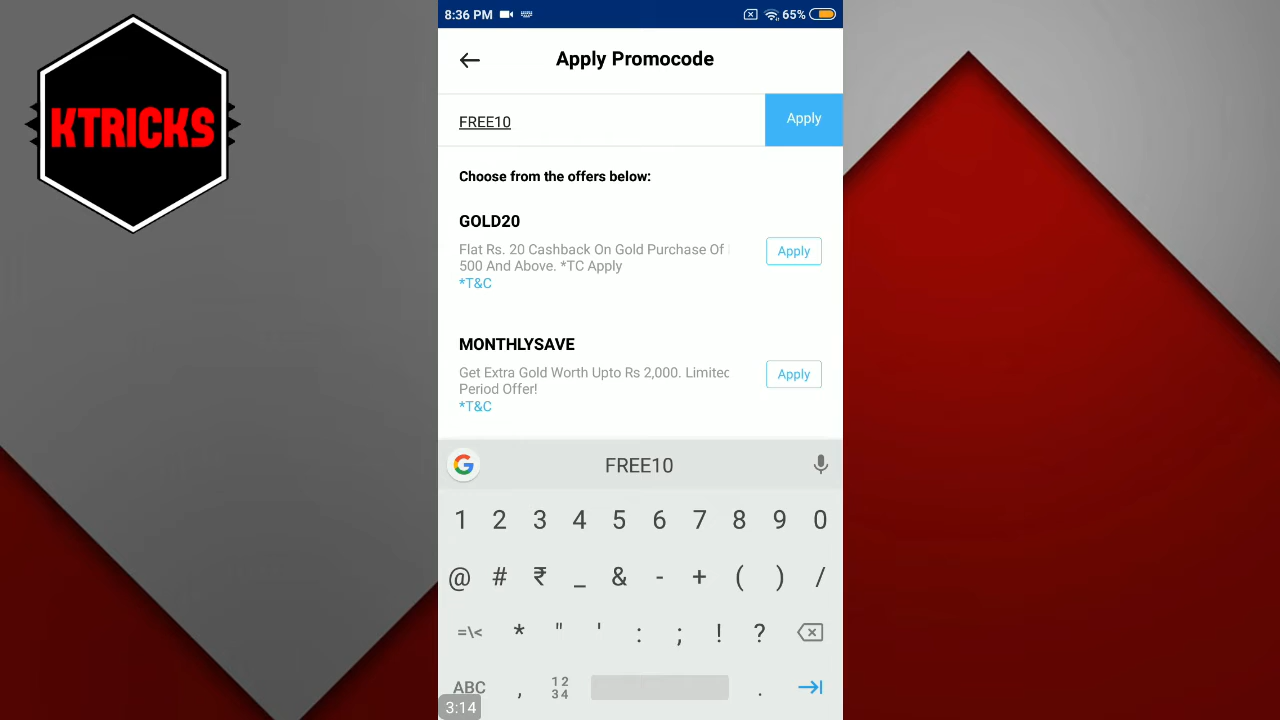 KTRICKS
8:36 PM
65%
Apply Promocode
FREE10
Apply
Choose from the offers below:
GOLD20
Flat Rs. 20 Cashback On Gold Purchase Of
500 And Above. *TC Apply
*T&C
Apply
MONTHLYSAVE
Get Extra Gold Worth Upto Rs 2,000. Limited
Period Offer!
*T&C
Apply
G
FREE10
1 2 3 4 5 6 7 8 9 0
@ # ₹ _ & - + ( ) /
=\< * " ' : ; ! ?
ABC , 12 34 .
3:14